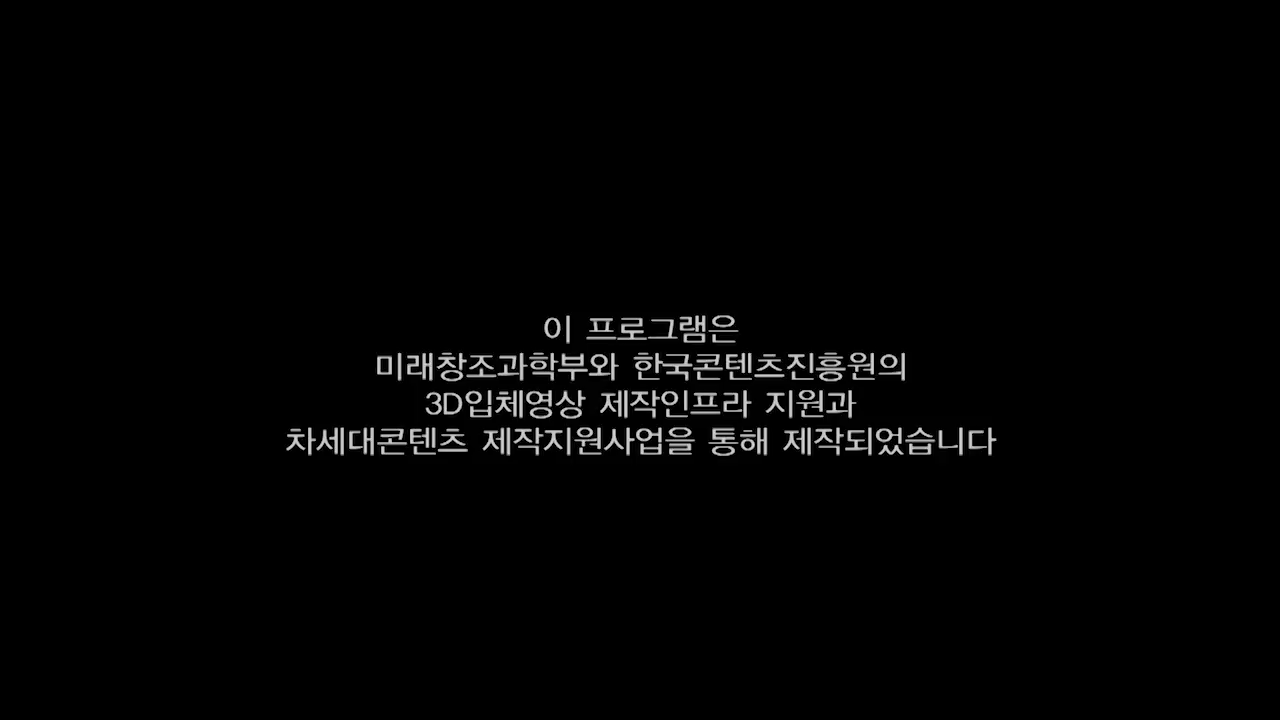 이 프로그램은
미래창조과학부와 한국콘텐츠진흥원의
3D입체영상 제작인프라 지원과
차세대콘텐츠 제작지원사업을 통해 제작되었습니다